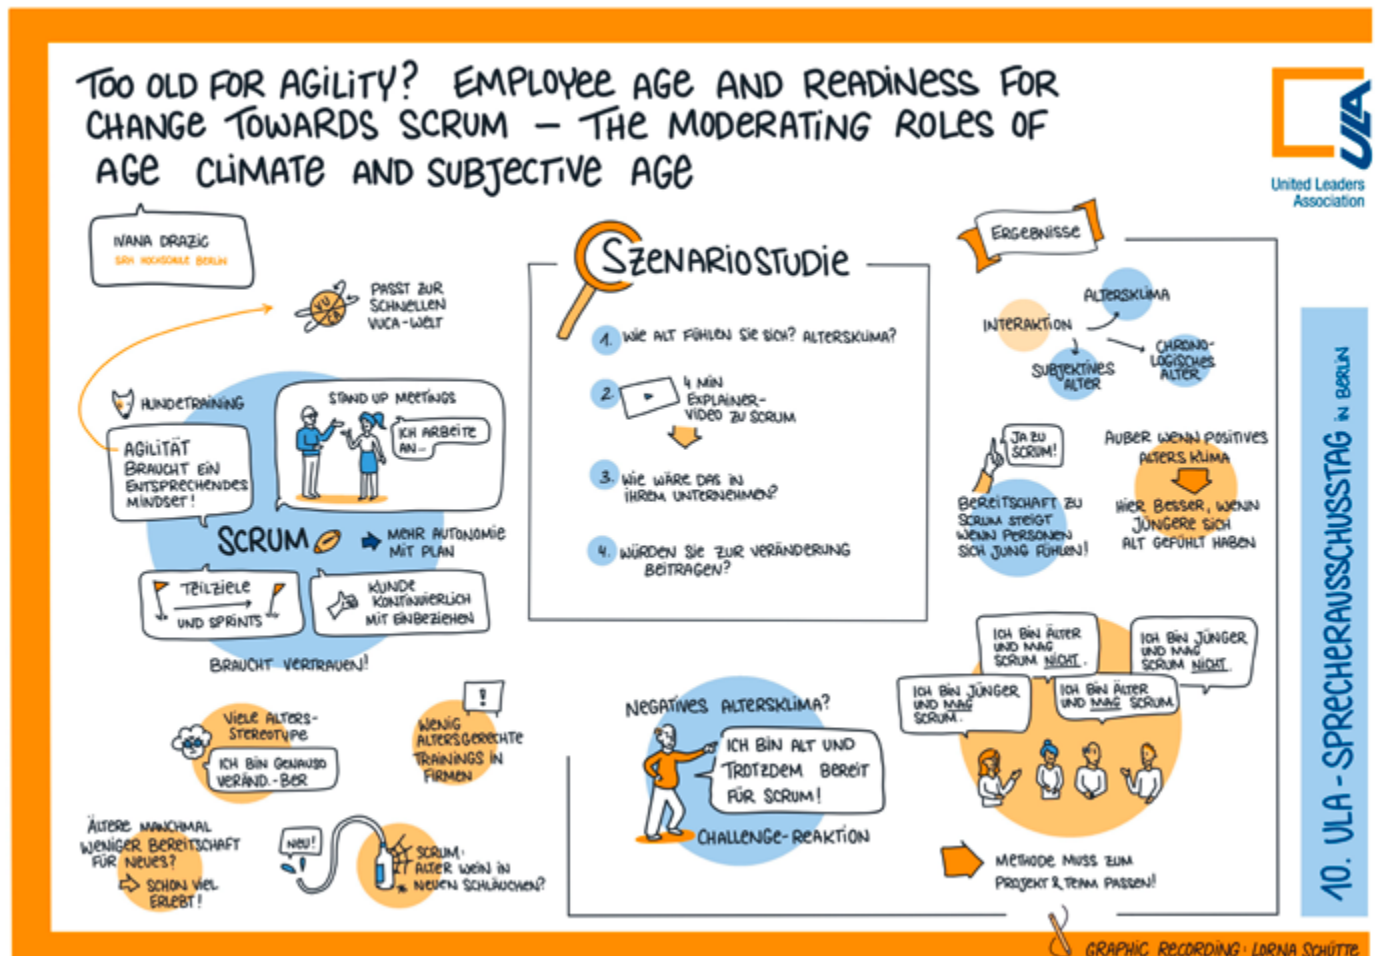 TOO OLD FOR AGILITY? EMPLOYEE AGE AND READINESS FOR
CHANGE TOWARDS SCRUM – THE MODERATING ROLES OF
AGE CLIMATE AND SUBJECTIVE AGE
ULA
United Leaders
Association
IVANA DRAZIC
SRH HOCHSCHULE BERLIN
VU
CA
PASST ZUR
SCHNELLEN
VUCA-WELT
HUNDETRAINING
AGILITÄT
BRAUCHT EIN
ENTSPRECHENDES
MINDSET!
STAND UP MEETINGS
ICH ARBEITE
AN...
SCRUM
MEHR AUTONOMIE
MIT PLAN
TEILZIELE
UND SPRINTS
KUNDE
KONTINUIERLICH
MIT EINBEZIEHEN
BRAUCHT VERTRAUEN!
VIELE ALTERS-
STEREOTYPE
ICH BIN GENAUSO
VERÄND.-BER
!
WENIG
ALTERSGERECHTE
TRAININGS IN
FIRMEN
ÄLTERE MANCHMAL
WENIGER BEREITSCHAFT
FÜR NEUES?
SCHON VIEL
ERLEBT!
NEU!
SCRUM:
ALTER WEIN IN
NEUEN SCHLÄUCHEN?
SZENARIOSTUDIE
1. WIE ALT FÜHLEN SIE SICH? ALTERSKLIMA?
2. 4 MIN
EXPLAINER-
VIDEO ZU SCRUM
3. WIE WÄRE DAS IN
IHREM UNTERNEHMEN?
4. WÜRDEN SIE ZUR VERÄNDERUNG
BEITRAGEN?
NEGATIVES ALTERSKLIMA?
ICH BIN ALT UND
TROTZDEM BEREIT
FÜR SCRUM!
CHALLENGE-REAKTION
ERGEBNISSE
ALTERSKLIMA
INTERAKTION
SUBJEKTIVES
ALTER
CHRONO-
LOGISCHES
ALTER
JA ZU
SCRUM!
BEREITSCHAFT ZU
SCRUM STEIGT
WENN PERSONEN
SICH JUNG FÜHLEN!
AUßER WENN POSITIVES
ALTERS KLIMA
HIER BESSER, WENN
JÜNGERE SICH
ALT GEFÜHLT HABEN
ICH BIN ÄLTER
UND MAG
SCRUM NICHT.
ICH BIN JÜNGER
UND MAG
SCRUM NICHT.
ICH BIN JÜNGER
UND MAG
SCRUM.
ICH BIN ÄLTER
UND MAG SCRUM
METHODE MUSS ZUM
PROJEKT & TEAM PASSEN!
10. ULA-SPRECHERAUSSCHUSSTAG IN BERLIN
GRAPHIC RECORDING: LORNA SCHÜTTE